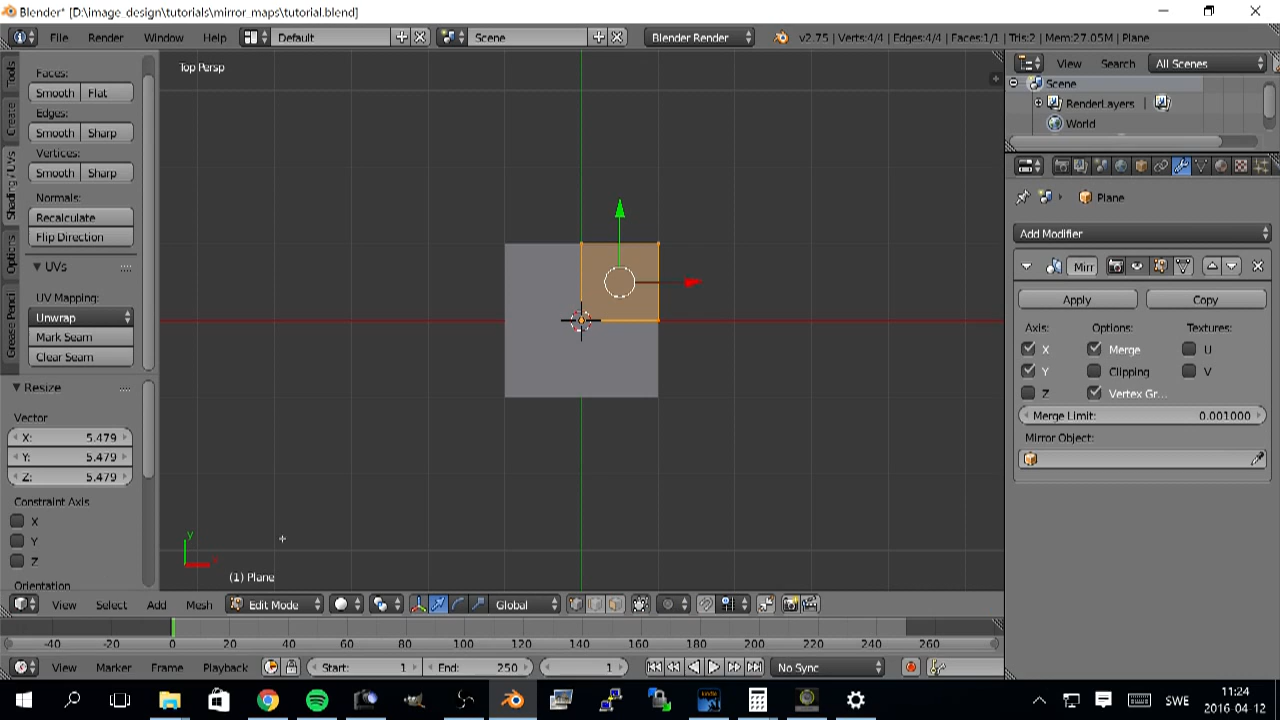 Blender* [D:\image_design\tutorials\mirror_maps\tutorial.blend]
File Render Window Help Default Scene Blender Render v2.75 | Verts:4/4 | Edges:4/4 | Faces:1/1 | Tris:2 | Mem:27.05M | Plane
Tools
Create
Shading / UVs
Options
Grease Pencil
Faces:
Smooth Flat
Edges:
Smooth Sharp
Vertices:
Smooth Sharp
Normals:
Recalculate
Flip Direction
UVs
UV Mapping:
Unwrap
Mark Seam
Clear Seam
Resize
Vector
X: 5.479
Y: 5.479
Z: 5.479
Constraint Axis
X
Y
Z
Orientation
Top Persp
y
x
(1) Plane
View Select Add Mesh Edit Mode Global
-40 -20 0 20 40 60 80 100 120 140 160 180 200 220 240 260
View Marker Frame Playback Start: 1 End: 250 1 No Sync
View Search All Scenes
Scene
RenderLayers |
World
Plane
Add Modifier
Mirr
Apply Copy
Axis: Options: Textures:
X Merge U
Y Clipping V
Z Vertex Gr...
Merge Limit: 0.001000
Mirror Object:
SWE
11:24
2016-04-12